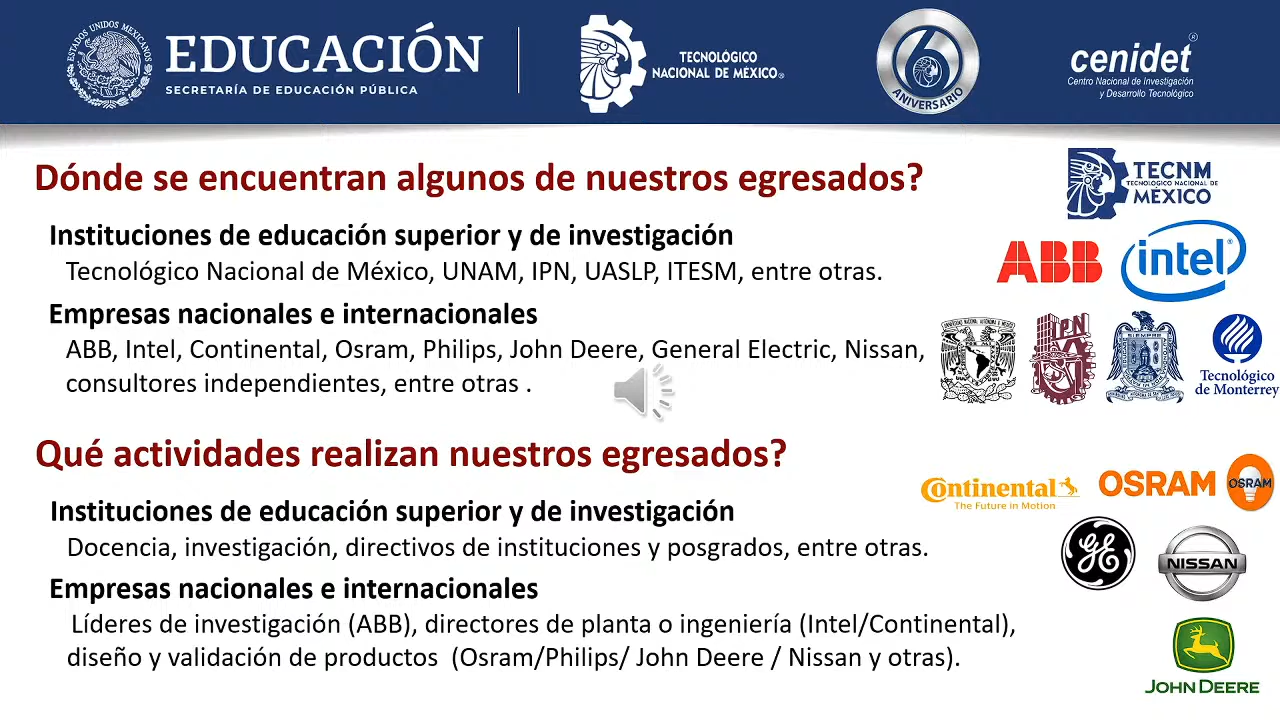 ESTADOS UNIDOS MEXICANOS
EDUCACIÓN
SECRETARÍA DE EDUCACIÓN PÚBLICA
TECNOLÓGICO
NACIONAL DE MÉXICO®
6
ANIVERSARIO
cenidet®
Centro Nacional de Investigación
y Desarrollo Tecnológico
Dónde se encuentran algunos de nuestros egresados?
Instituciones de educación superior y de investigación
Tecnológico Nacional de México, UNAM, IPN, UASLP, ITESM, entre otras.
Empresas nacionales e internacionales
ABB, Intel, Continental, Osram, Philips, John Deere, General Electric, Nissan,
consultores independientes, entre otras .
TECNM
TECNOLÓGICO NACIONAL DE
MÉXICO
ABB
intel®
IPN
Tecnológico
de Monterrey
Qué actividades realizan nuestros egresados?
Instituciones de educación superior y de investigación
Docencia, investigación, directivos de instituciones y posgrados, entre otras.
Empresas nacionales e internacionales
Líderes de investigación (ABB), directores de planta o ingeniería (Intel/Continental),
diseño y validación de productos (Osram/Philips/ John Deere / Nissan y otras).
Continental
The Future in Motion
OSRAM
OSRAM
GE
NISSAN
JOHN DEERE